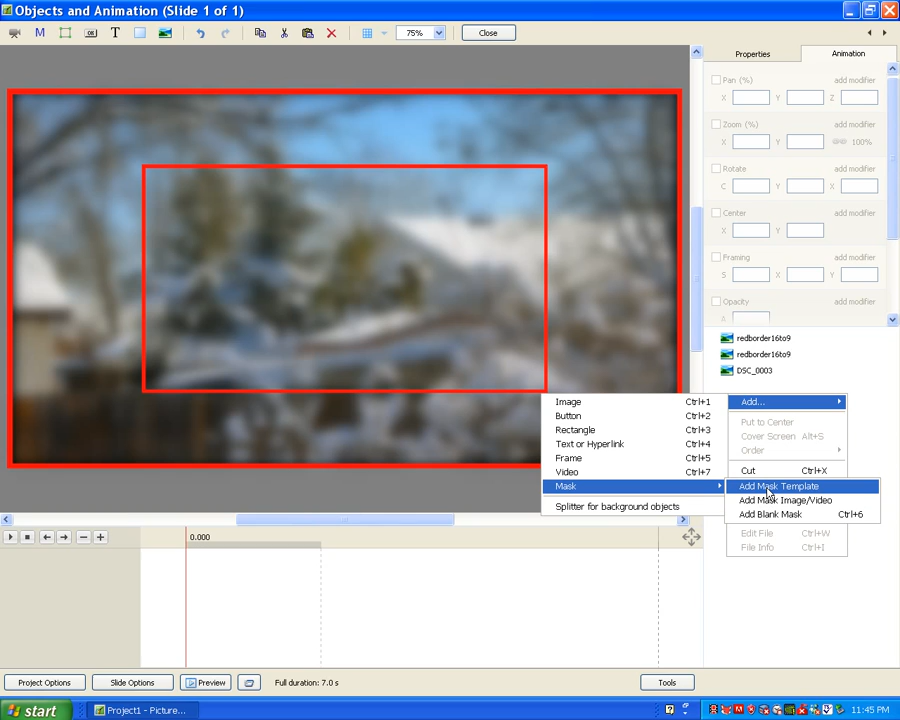 Objects and Animation (Slide 1 of 1)
M OK T 75% Close
Properties Animation
Pan (%) add modifier
X Y Z
Zoom (%) add modifier
X Y 100%
Rotate add modifier
C Y X
Center add modifier
X Y
Framing add modifier
S X Y
Opacity add modifier
redborder16to9
redborder16to9
DSC_0003
Add...
Put to Center
Cover Screen Alt+S
Order
Cut Ctrl+X
Edit File Ctrl+W
File Info Ctrl+I
Image Ctrl+1
Button Ctrl+2
Rectangle Ctrl+3
Text or Hyperlink Ctrl+4
Frame Ctrl+5
Video Ctrl+7
Mask
Splitter for background objects
Add Mask Template
Add Mask Image/Video
Add Blank Mask Ctrl+6
0.000
Project Options Slide Options Preview Full duration: 7.0 s Tools
start Project1 - Picture... 11:45 PM